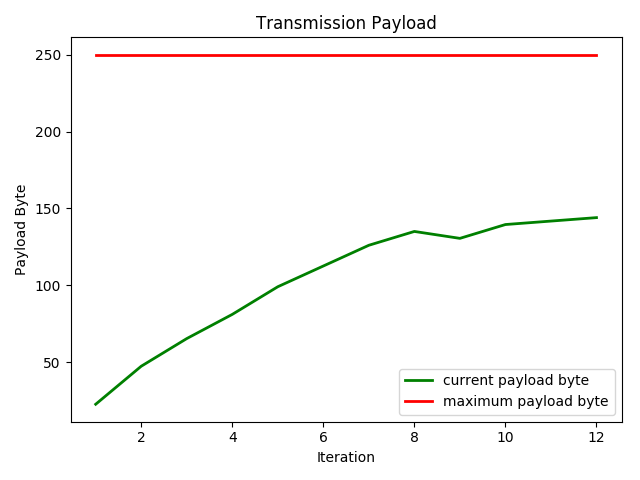 Transmission Payload
250
200
150
100
50
Payload Byte
2 4 6 8 10 12
Iteration
current payload byte
maximum payload byte